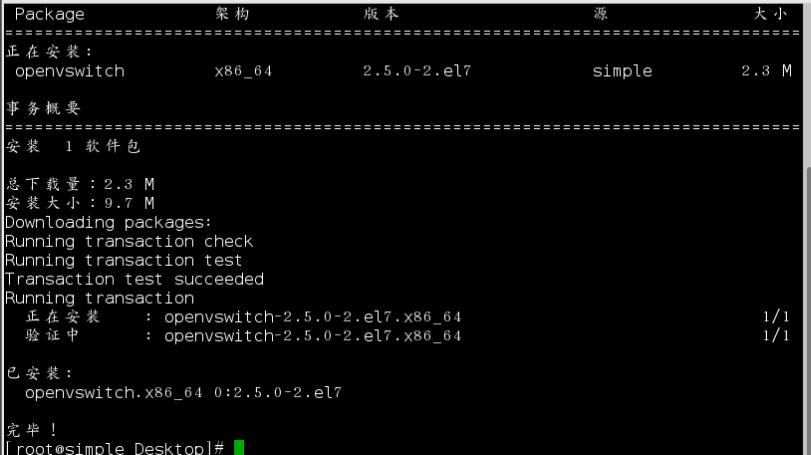 Package 架构 版本 源 大小
================================================================================
正在安装:
openvswitch x86_64 2.5.0-2.el7 simple 2.3 M
事务概要
================================================================================
安装 1 软件包
总下载量：2.3 M
安装大小：9.7 M
Downloading packages:
Running transaction check
Running transaction test
Transaction test succeeded
Running transaction
正在安装 : openvswitch-2.5.0-2.el7.x86_64 1/1
验证中 : openvswitch-2.5.0-2.el7.x86_64 1/1
已安装:
openvswitch.x86_64 0:2.5.0-2.el7
完毕！
[root@simple Desktop]#